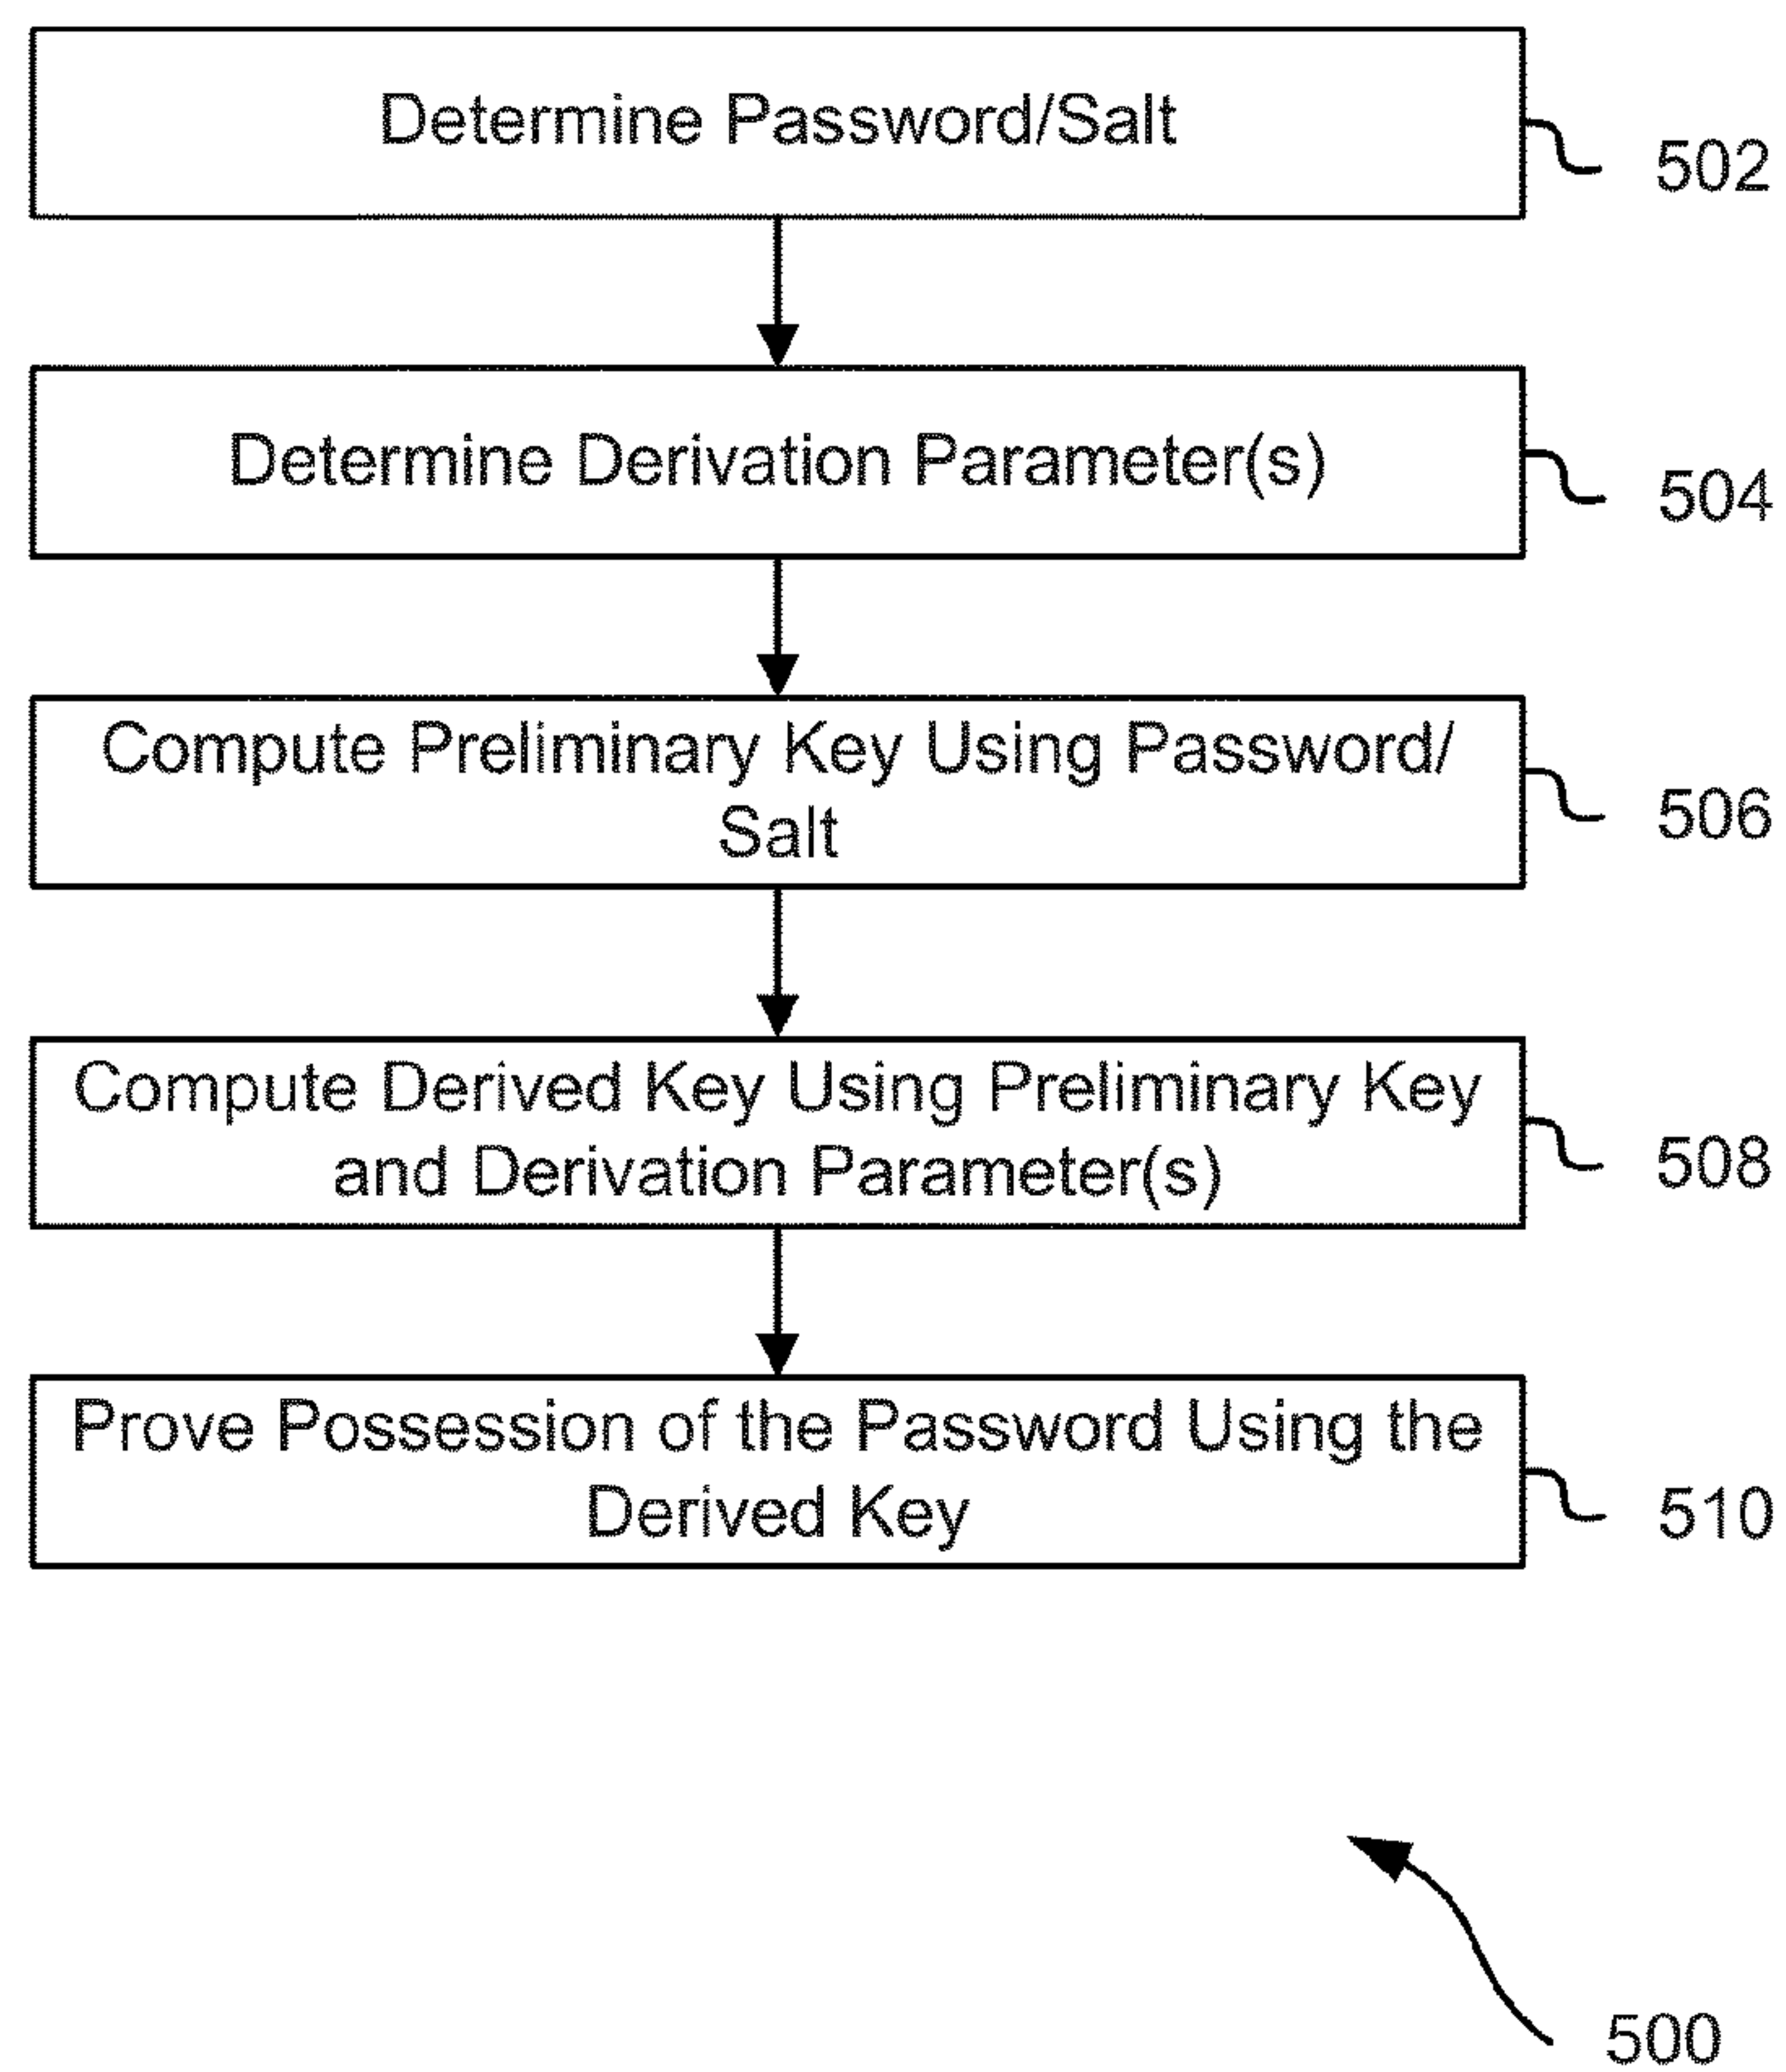 Determine Password/Salt
502
Determine Derivation Parameter(s)
504
Compute Preliminary Key Using Password/
Salt
506
Compute Derived Key Using Preliminary Key
and Derivation Parameter(s)
508
Prove Possession of the Password Using the
Derived Key
510
500